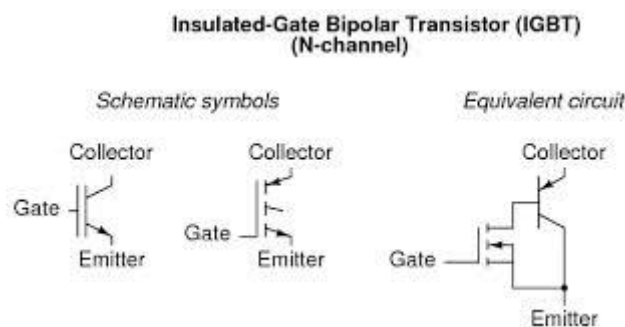 Insulated-Gate Bipolar Transistor (IGBT)
(N-channel)
Schematic symbols
Equivalent circuit
Collector
Gate
Emitter
Collector
Gate
Emitter
Collector
Gate
Emitter